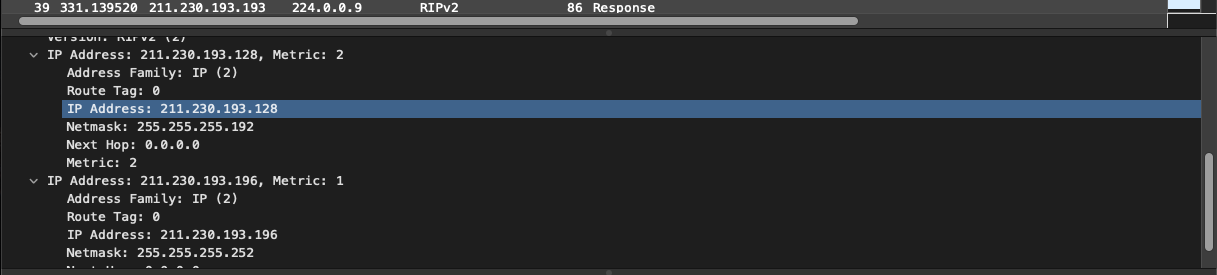 39 331.139520 211.230.193.193 224.0.0.9 RIPv2 86 Response
Version: RIPv2 (2)
IP Address: 211.230.193.128, Metric: 2
Address Family: IP (2)
Route Tag: 0
IP Address: 211.230.193.128
Netmask: 255.255.255.192
Next Hop: 0.0.0.0
Metric: 2
IP Address: 211.230.193.196, Metric: 1
Address Family: IP (2)
Route Tag: 0
IP Address: 211.230.193.196
Netmask: 255.255.255.252